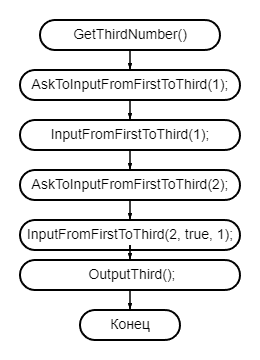 GetThirdNumber()
AskToInputFromFirstToThird(1);
InputFromFirstToThird(1);
AskToInputFromFirstToThird(2);
InputFromFirstToThird(2, true, 1);
OutputThird();
Конец